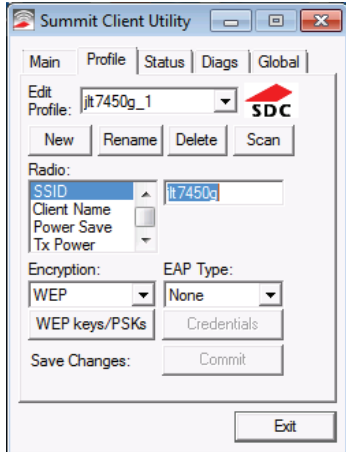 Summit Client Utility
Main Profile Status Diags Global
Edit Profile: jlt7450g_1
SDC
New Rename Delete Scan
Radio:
SSID jlt7450g
Client Name
Power Save
Tx Power
Encryption: EAP Type:
WEP None
WEP keys/PSKs Credentials
Save Changes: Commit
Exit